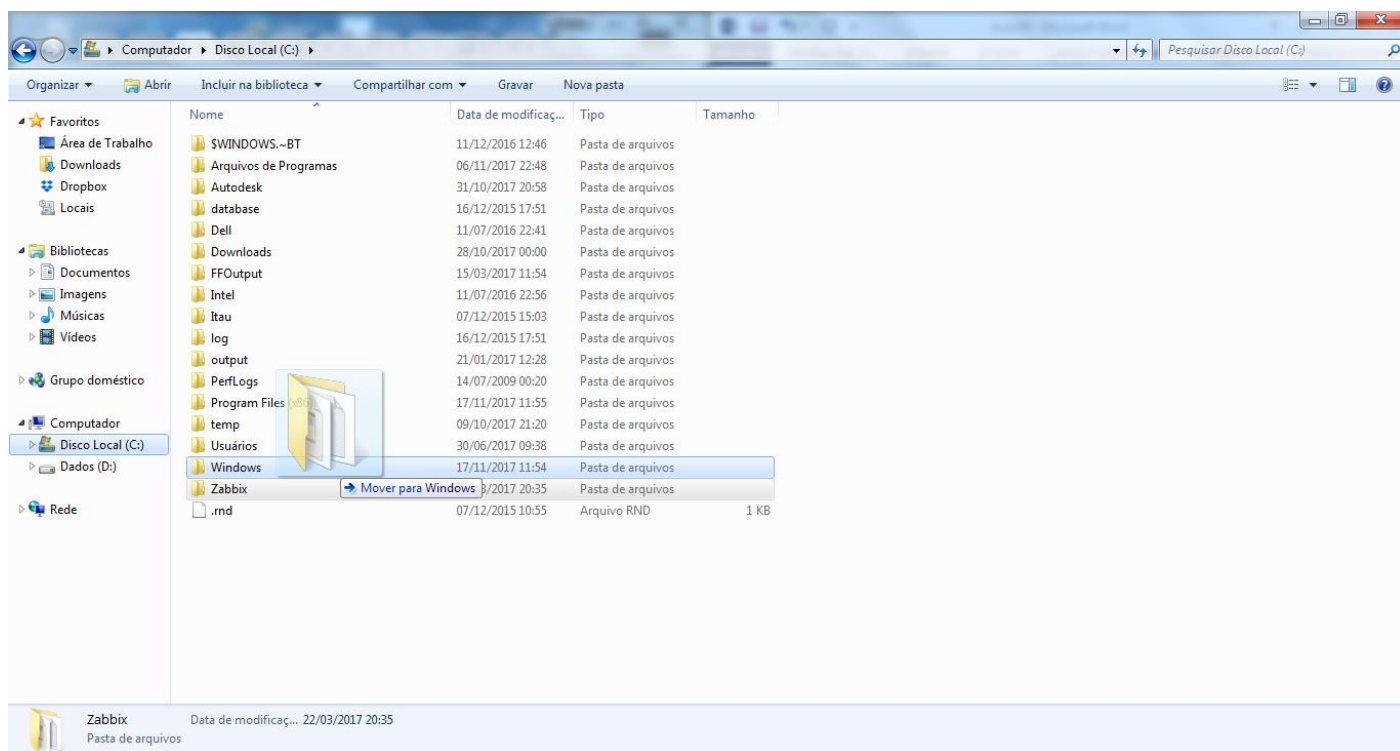 Computador Disco Local (C:)
Pesquisar Disco Local (C:)
Organizar Abrir Incluir na biblioteca Compartilhar com Gravar Nova pasta
Favoritos
Área de Trabalho
Downloads
Dropbox
Locais
Bibliotecas
Documentos
Imagens
Músicas
Vídeos
Grupo doméstico
Computador
Disco Local (C:)
Dados (D:)
Rede
Nome Data de modificaç... Tipo Tamanho
$WINDOWS.~BT 11/12/2016 12:46 Pasta de arquivos
Arquivos de Programas 06/11/2017 22:48 Pasta de arquivos
Autodesk 31/10/2017 20:58 Pasta de arquivos
database 16/12/2015 17:51 Pasta de arquivos
Dell 11/07/2016 22:41 Pasta de arquivos
Downloads 28/10/2017 00:00 Pasta de arquivos
FFOutput 15/03/2017 11:54 Pasta de arquivos
Intel 11/07/2016 22:56 Pasta de arquivos
Itau 07/12/2015 15:03 Pasta de arquivos
log 16/12/2015 17:51 Pasta de arquivos
output 21/01/2017 12:28 Pasta de arquivos
PerfLogs 14/07/2009 00:20 Pasta de arquivos
Program Files (x86) 17/11/2017 11:55 Pasta de arquivos
temp 09/10/2017 21:20 Pasta de arquivos
Usuários 30/06/2017 09:38 Pasta de arquivos
Windows 17/11/2017 11:54 Pasta de arquivos
Zabbix Mover para Windows 3/2017 20:35 Pasta de arquivos
.rnd 07/12/2015 10:55 Arquivo RND 1 KB
Zabbix Data de modificaç... 22/03/2017 20:35
Pasta de arquivos